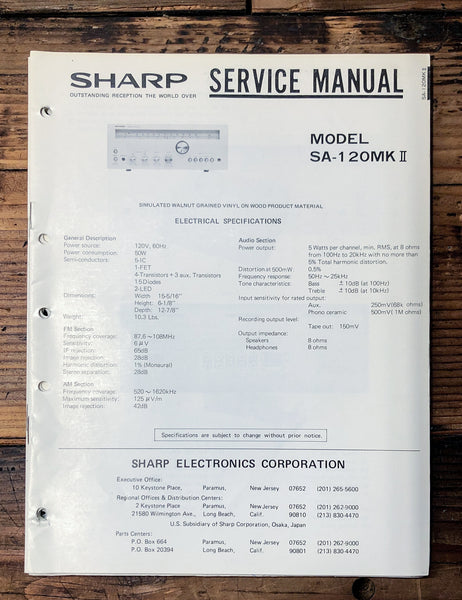 SHARP SERVICE MANUAL
OUTSTANDING RECEPTION THE WORLD OVER
SA-120MK II
MODEL
SA-120MK II
SIMULATED WALNUT GRAINED VINYL ON WOOD PRODUCT MATERIAL
ELECTRICAL SPECIFICATIONS
General Description
Power source: 120V, 60Hz
Power consumption: 50W
Semi-conductors: 5-IC
1-FET
4-Transistors + 3 aux. Transistors
15 Diodes
2-LED
Dimensions: Width 15-5/16"
Height 6-1/8"
Depth 12-7/8"
Weight: 10.3 Lbs.
FM Section
Frequency coverage: 87.6 ~ 108MHz
Sensitivity: 6 μV
IF rejection: 65dB
Image rejection: 28dB
Harmonic distortion: 1% (Monaural)
Stereo separation: 28dB
AM Section
Frequency coverage: 520 ~ 1620kHz
Maximum sensitivity: 125 μV/m
Image rejection: 42dB
Audio Section
Power output: 5 Watts per channel, min. RMS, at 8 ohms
from 100Hz to 20kHz with no more than
5% Total harmonic distortion.
Distortion at 500mW: 0.5%
Frequency response: 50Hz ~ 25kHz
Tone characteristics: Bass ± 10dB (at 100Hz)
Treble ± 10dB (at 10kHz)
Input sensitivity for rated output:
Aux. 250mV(68k ohms)
Phono ceramic 500mV( 1M ohms)
Recording output level:
Tape out: 150mV
Output impedance:
Speakers 8 ohms
Headphones 8 ohms
Specifications are subject to change without prior notice.
SHARP ELECTRONICS CORPORATION
Executive Office:
10 Keystone Place, Paramus, New Jersey 07652 (201) 265-5600
Regional Offices & Distribution Centers:
2 Keystone Place Paramus, New Jersey 07652 (201) 262-9000
21580 Wilmington Ave., Long Beach, Calif. 90810 (213) 830-4470
U.S. Subsidiary of Sharp Corporation, Osaka, Japan
Parts Centers:
P.O. Box 664 Paramus, New Jersey 07652 (201) 262-9000
P.O. Box 20394 Long Beach, Calif. 90801 (213) 830-4470